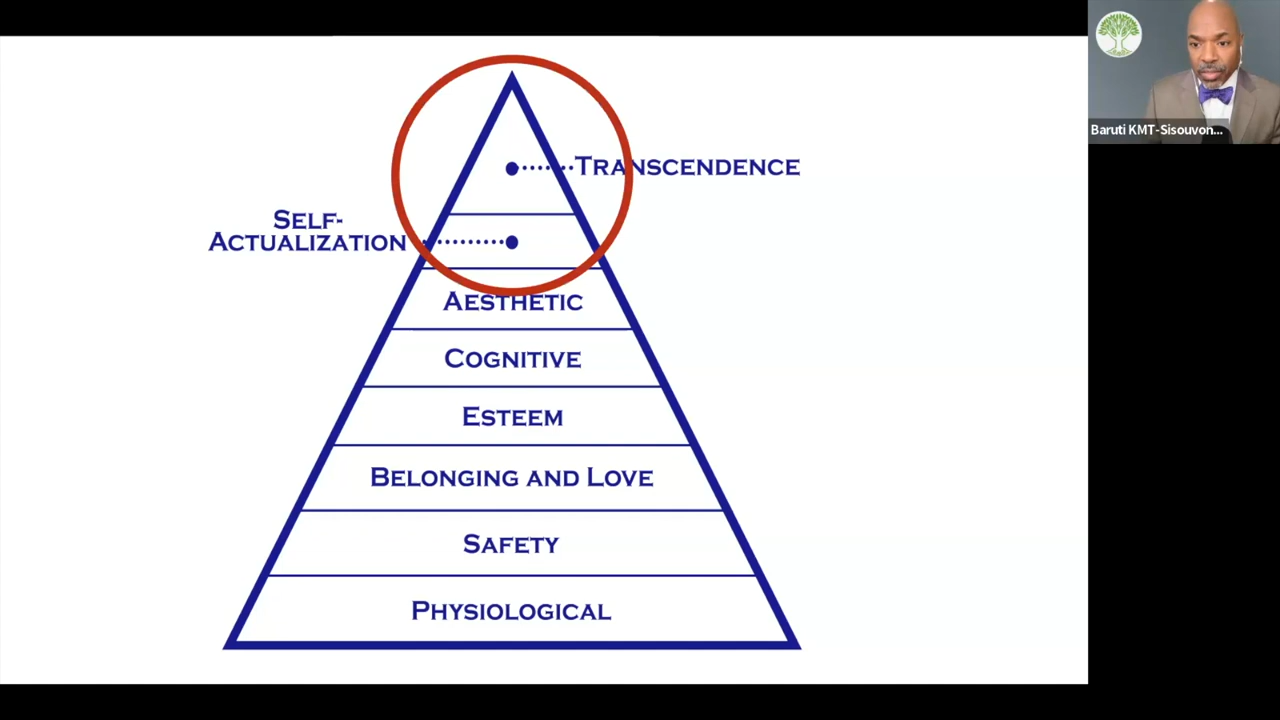 TRANSCENDENCE
SELF-
ACTUALIZATION
AESTHETIC
COGNITIVE
ESTEEM
BELONGING AND LOVE
SAFETY
PHYSIOLOGICAL
Baruti KMT-Sisouvon...